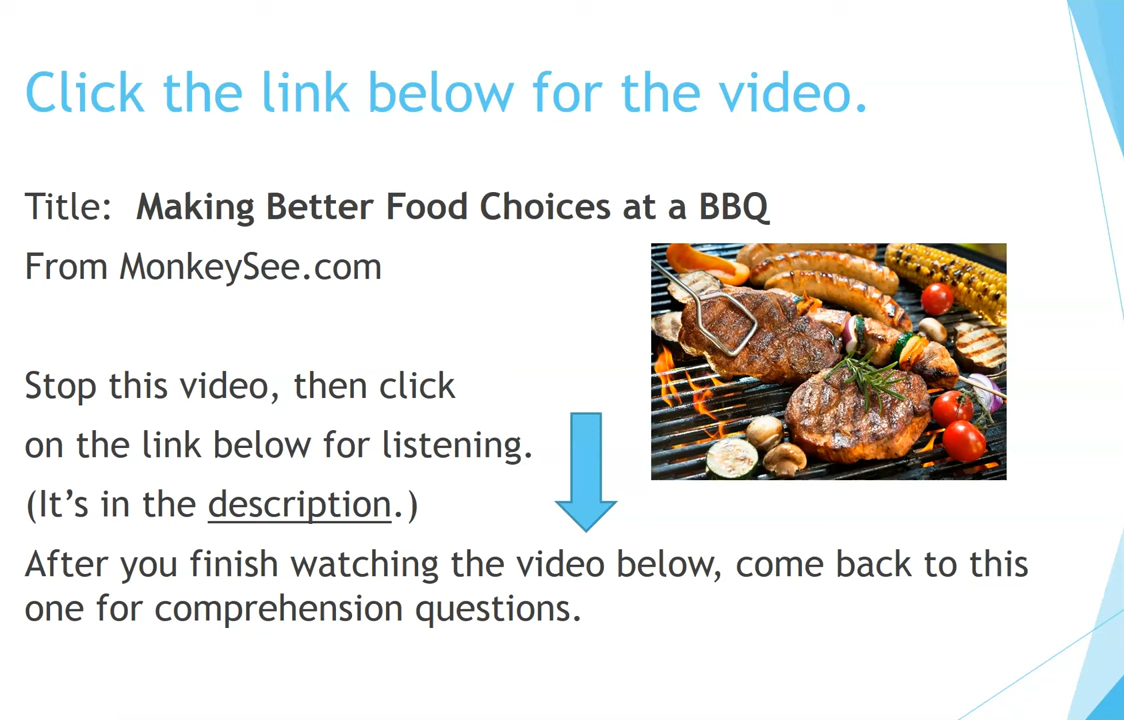 Click the link below for the video.
Title: Making Better Food Choices at a BBQ
From MonkeySee.com
Stop this video, then click
on the link below for listening.
(It’s in the description.)
After you finish watching the video below, come back to this
one for comprehension questions.